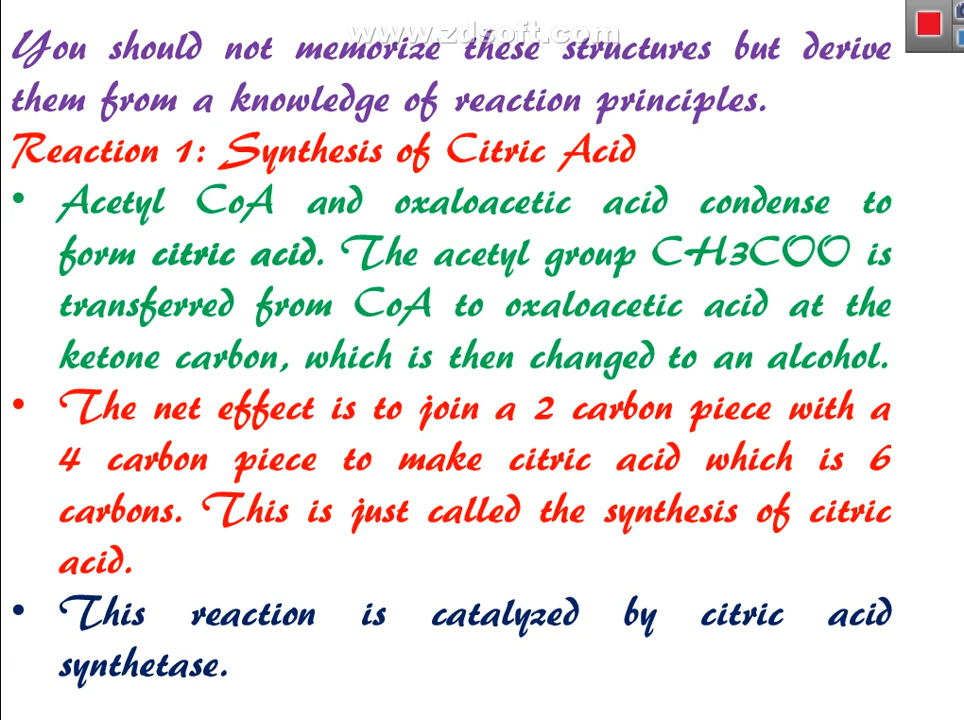 www.zdsoft.com
You should not memorize these structures but derive
them from a knowledge of reaction principles.
Reaction 1: Synthesis of Citric Acid
• Acetyl CoA and oxaloacetic acid condense to
form citric acid. The acetyl group CH3COO is
transferred from CoA to oxaloacetic acid at the
ketone carbon, which is then changed to an alcohol.
• The net effect is to join a 2 carbon piece with a
4 carbon piece to make citric acid which is 6
carbons. This is just called the synthesis of citric
acid.
• This reaction is catalyzed by citric acid
synthetase.